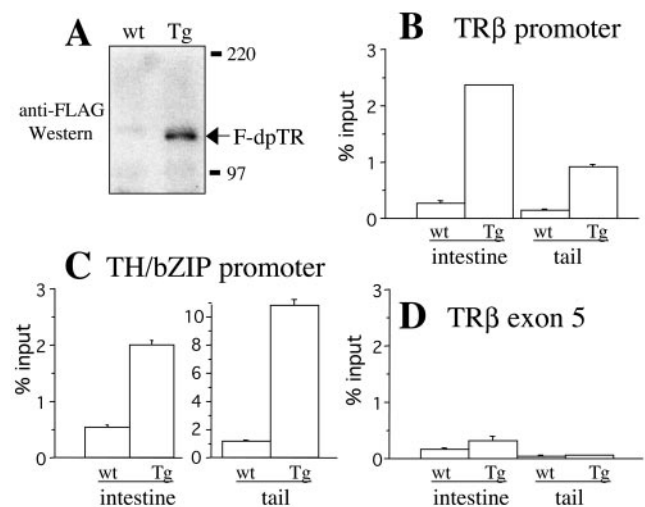 A
wt Tg
220
anti-FLAG
Western
F-dpTR
97
B TRβ promoter
% input
3
2
1
0
wt Tg wt Tg
intestine tail
C TH/bZIP promoter
% input
3
2
1
0
wt Tg
intestine
10
8
6
4
2
0
wt Tg
tail
D TRβ exon 5
% input
3
2
1
0
wt Tg wt Tg
intestine tail